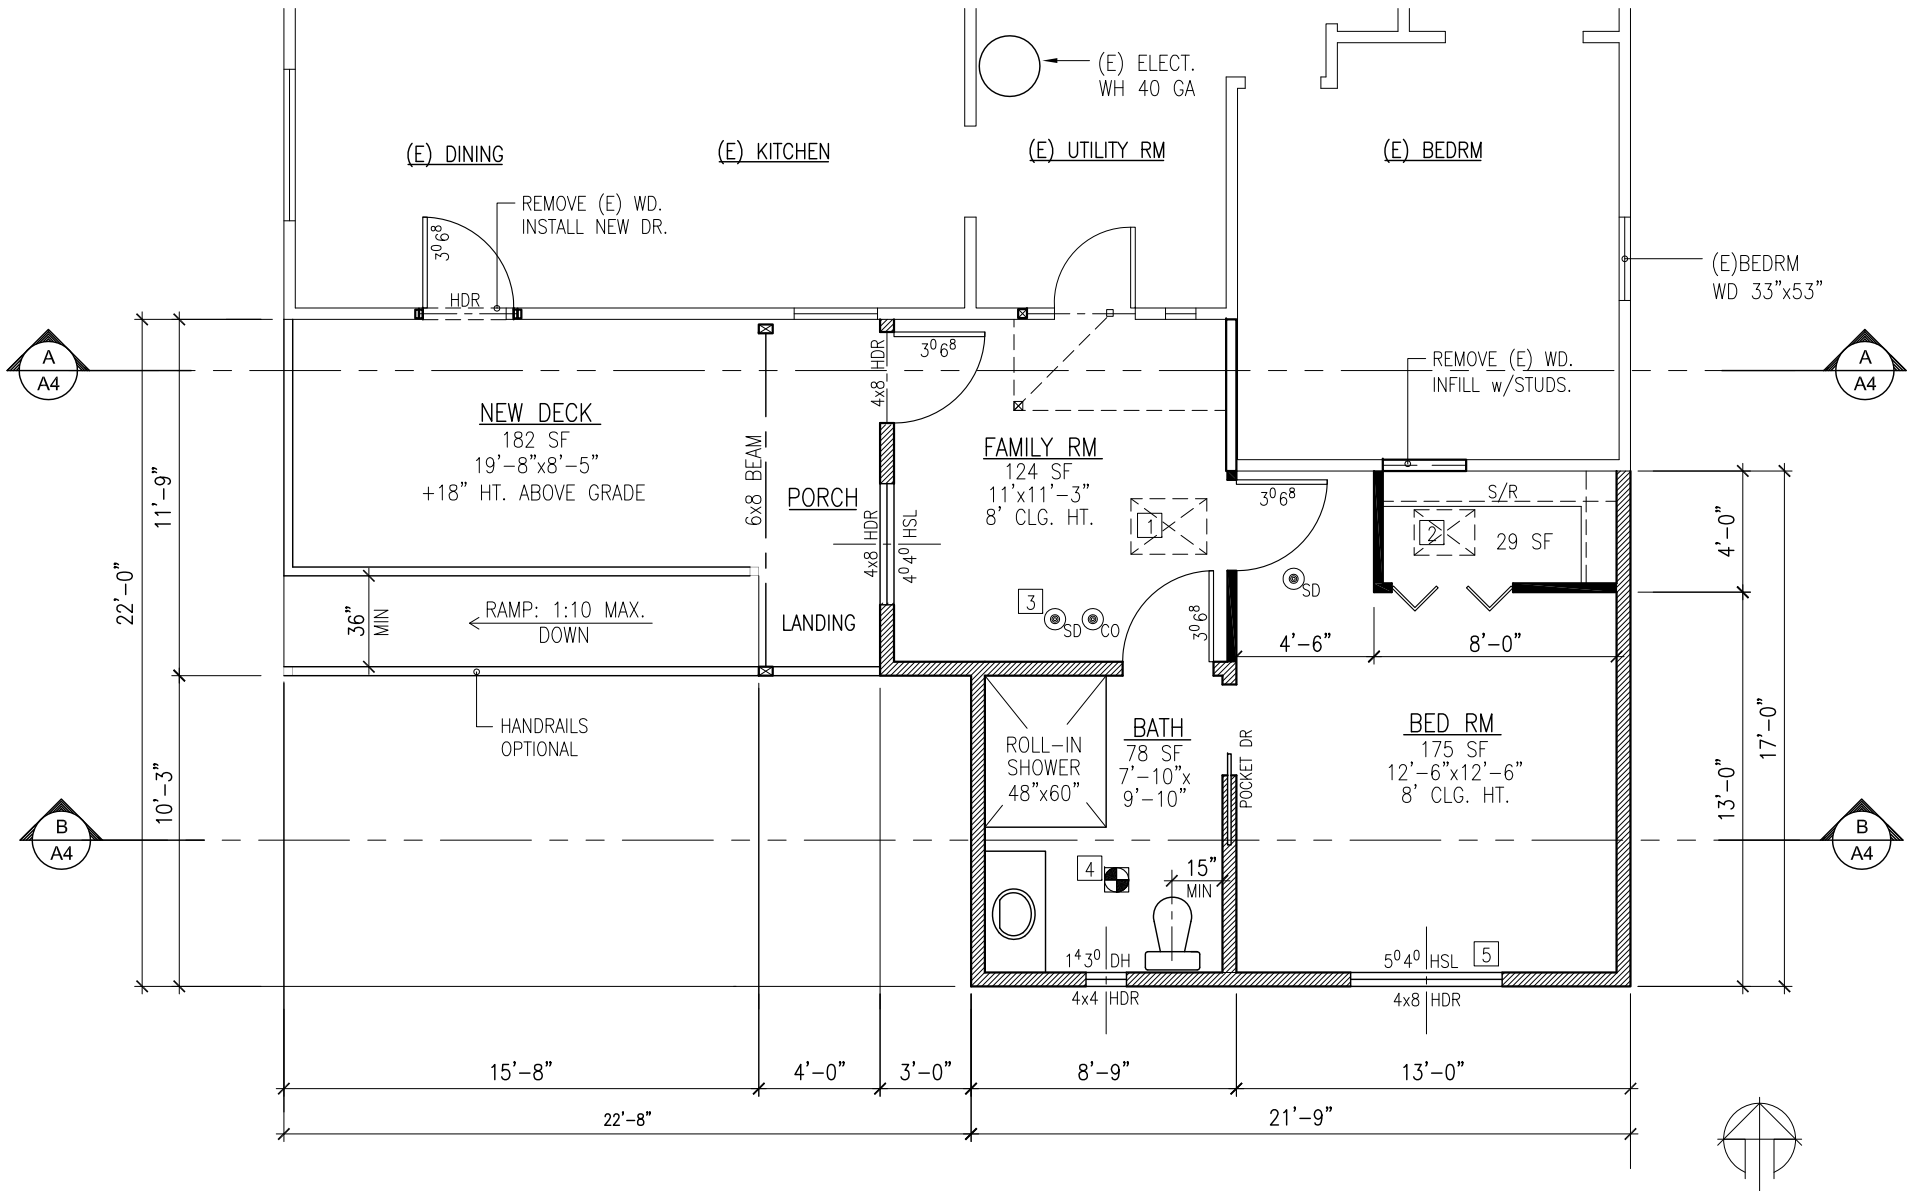 (E) ELECT.
WH 40 GA
(E) DINING
(E) KITCHEN
(E) UTILITY RM
(E) BEDRM
REMOVE (E) WD.
INSTALL NEW DR.
3⁰6⁸
HDR
(E)BEDRM
WD 33"x53"
A
A4
A
A4
REMOVE (E) WD.
INFILL w/STUDS.
4x8 HDR
3⁰6⁸
NEW DECK
182 SF
19'-8"x8'-5"
+18" HT. ABOVE GRADE
6x8 BEAM
PORCH
FAMILY RM
124 SF
11'x11'-3"
8' CLG. HT.
1
3⁰6⁸
S/R
2
29 SF
4x8 HDR
4⁰4⁰ HSL
11'-9"
22'-0"
4'-0"
36"
MIN
RAMP: 1:10 MAX.
DOWN
LANDING
3
SD
CO
SD
3⁰6⁸
4'-6"
8'-0"
HANDRAILS
OPTIONAL
ROLL-IN
SHOWER
48"x60"
BATH
78 SF
7'-10"x
9'-10"
POCKET DR
BED RM
175 SF
12'-6"x12'-6"
8' CLG. HT.
17'-0"
13'-0"
10'-3"
B
A4
B
A4
4
15"
MIN
1⁴3⁰ DH
4x4 HDR
5⁰4⁰ HSL
5
4x8 HDR
15'-8"
4'-0"
3'-0"
8'-9"
13'-0"
22'-8"
21'-9"